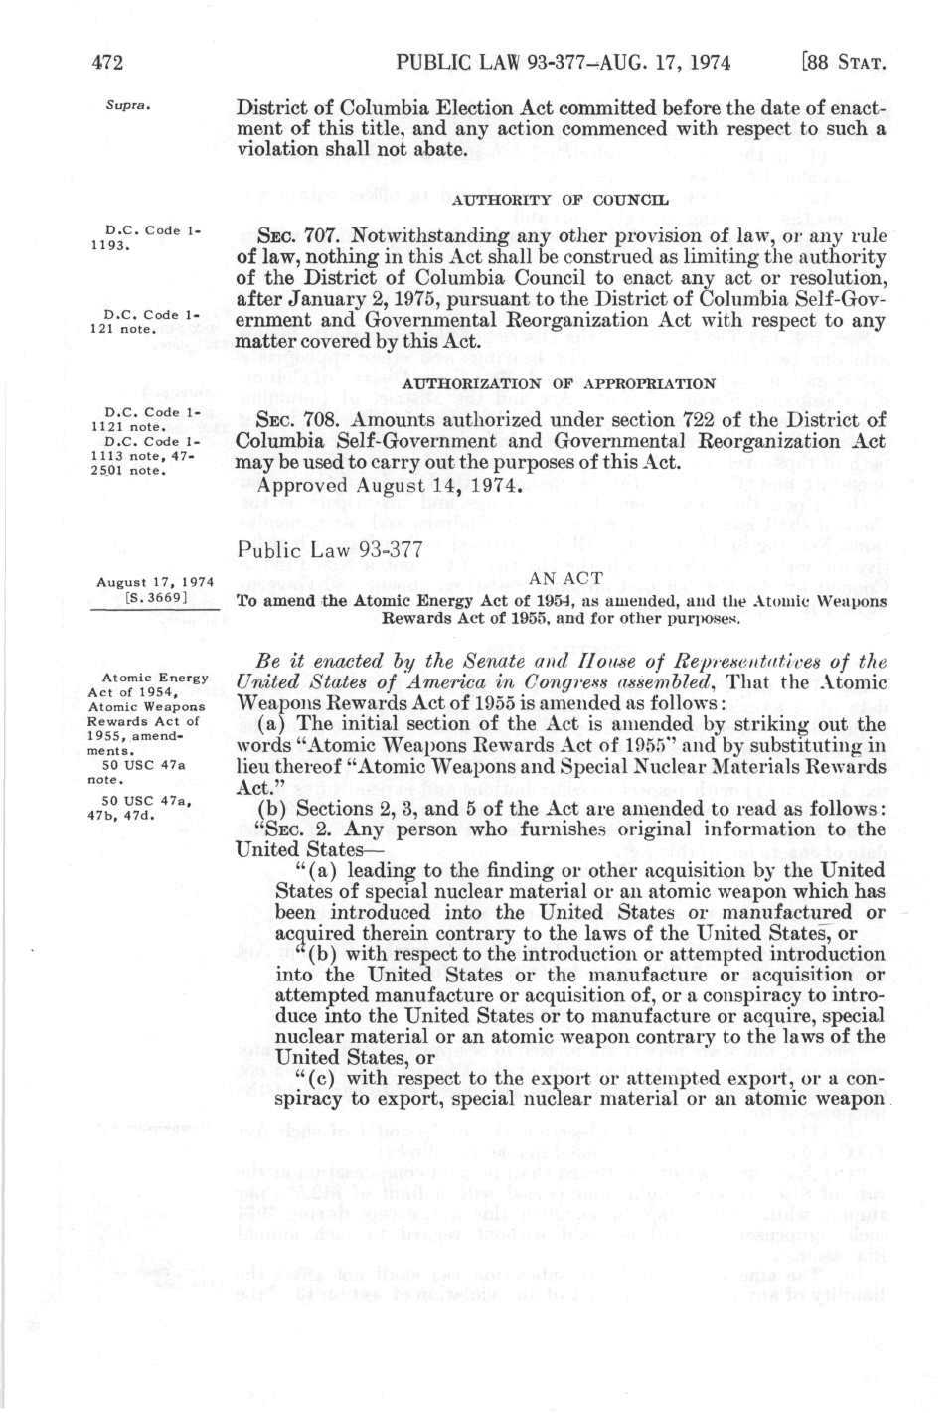 472 PUBLIC LAW 93-377—AUG. 17, 1974 [88 STAT.
Supra.
District of Columbia Election Act committed before the date of enact-
ment of this title, and any action commenced with respect to such a
violation shall not abate.
AUTHORITY OF COUNCIL
D.C. Code 1-
1193.
SEC. 707. Notwithstanding any other provision of law, or any rule
of law, nothing in this Act shall be construed as limiting the authority
of the District of Columbia Council to enact any act or resolution,
after January 2, 1975, pursuant to the District of Columbia Self-Gov-
D.C. Code 1-
121 note.
ernment and Governmental Reorganization Act with respect to any
matter covered by this Act.
AUTHORIZATION OF APPROPRIATION
D.C. Code 1-
1121 note.
D.C. Code 1-
1113 note, 47-
2501 note.
SEC. 708. Amounts authorized under section 722 of the District of
Columbia Self-Government and Governmental Reorganization Act
may be used to carry out the purposes of this Act.
Approved August 14, 1974.
Public Law 93-377
August 17, 1974
[S. 3669]
AN ACT
To amend the Atomic Energy Act of 1954, as amended, and the Atomic Weapons
Rewards Act of 1955, and for other purposes.
Atomic Energy
Act of 1954,
Atomic Weapons
Rewards Act of
1955, amend-
ments.
50 USC 47a
note.
50 USC 47a,
47b, 47d.
Be it enacted by the Senate and House of Representatives of the
United States of America in Congress assembled, That the Atomic
Weapons Rewards Act of 1955 is amended as follows:
(a) The initial section of the Act is amended by striking out the
words "Atomic Weapons Rewards Act of 1955" and by substituting in
lieu thereof "Atomic Weapons and Special Nuclear Materials Rewards
Act."
(b) Sections 2, 3, and 5 of the Act are amended to read as follows:
"SEC. 2. Any person who furnishes original information to the
United States—
"(a) leading to the finding or other acquisition by the United
States of special nuclear material or an atomic weapon which has
been introduced into the United States or manufactured or
acquired therein contrary to the laws of the United States, or
"(b) with respect to the introduction or attempted introduction
into the United States or the manufacture or acquisition or
attempted manufacture or acquisition of, or a conspiracy to intro-
duce into the United States or to manufacture or acquire, special
nuclear material or an atomic weapon contrary to the laws of the
United States, or
"(c) with respect to the export or attempted export, or a con-
spiracy to export, special nuclear material or an atomic weapon